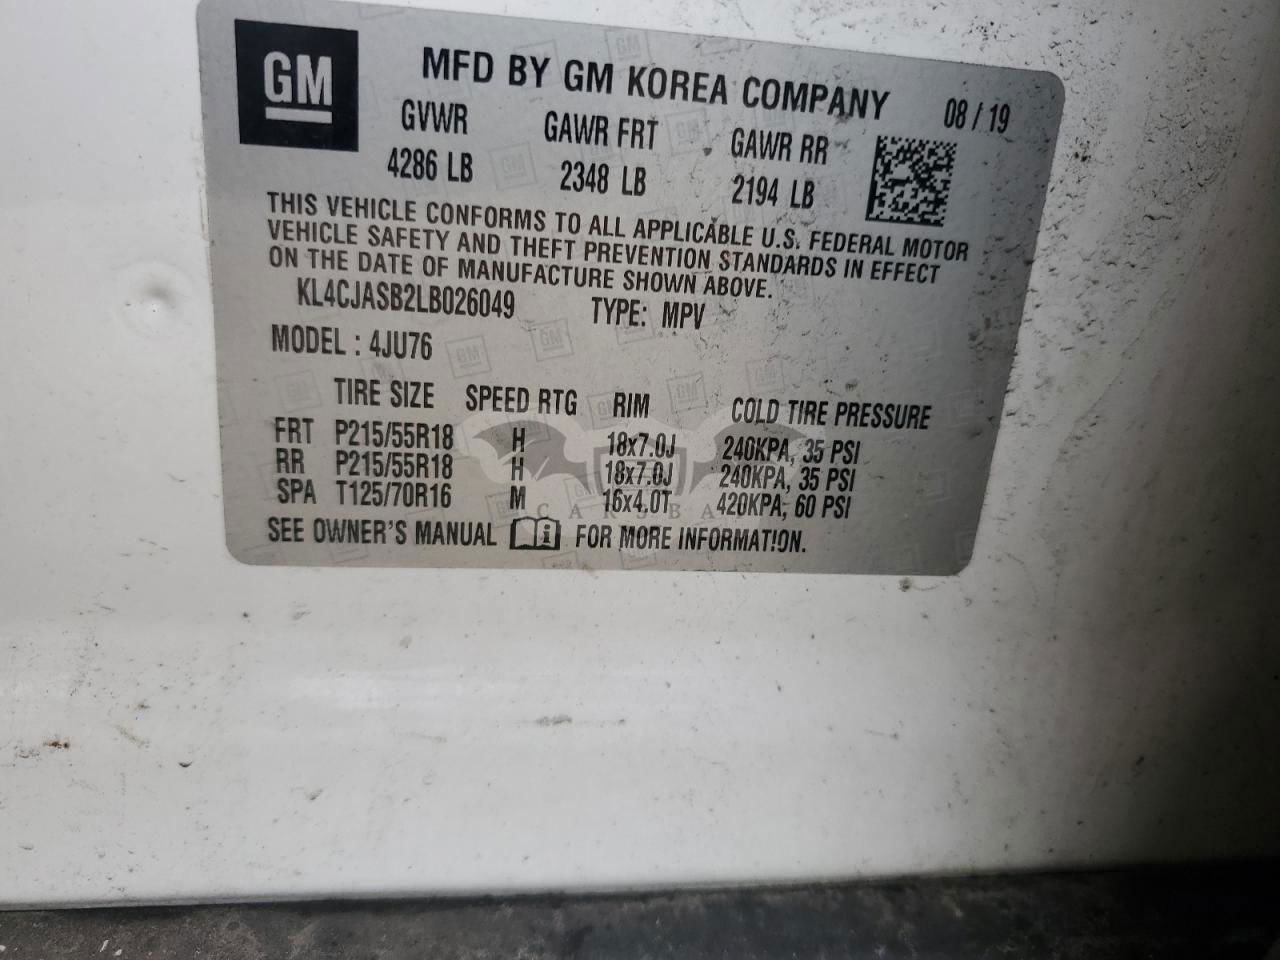 GM
MFD BY GM KOREA COMPANY 08 / 19
GVWR GAWR FRT GAWR RR
4286 LB 2348 LB 2194 LB
THIS VEHICLE CONFORMS TO ALL APPLICABLE U.S. FEDERAL MOTOR
VEHICLE SAFETY AND THEFT PREVENTION STANDARDS IN EFFECT
ON THE DATE OF MANUFACTURE SHOWN ABOVE.
KL4CJASB2LB026049 TYPE: MPV
MODEL : 4JU76
TIRE SIZE SPEED RTG RIM COLD TIRE PRESSURE
FRT P215/55R18 H 18x7.0J 240KPA, 35 PSI
RR P215/55R18 H 18x7.0J 240KPA, 35 PSI
SPA T125/70R16 M 16x4.0T 420KPA, 60 PSI
CARSBA
SEE OWNER'S MANUAL i FOR MORE INFORMATION.